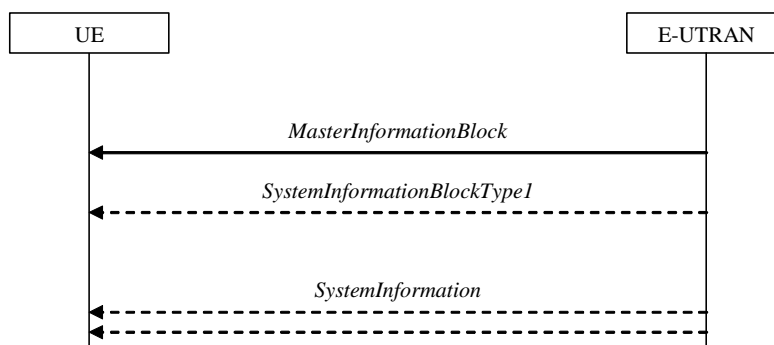 UE
E-UTRAN
MasterInformationBlock
SystemInformationBlockType1
SystemInformation